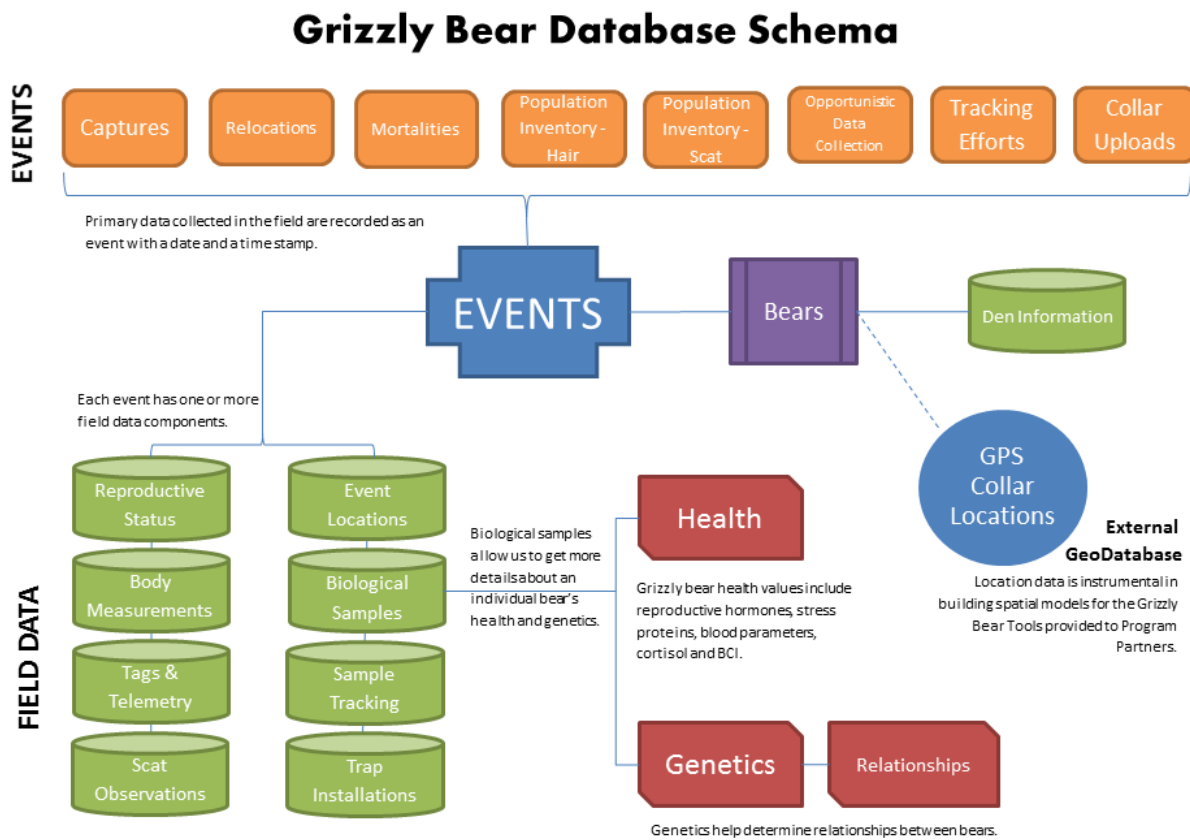 Grizzly Bear Database Schema
EVENTS
Captures
Relocations
Mortalities
Population
Inventory -
Hair
Population
Inventory -
Scat
Opportunistic
Data
Collection
Tracking
Efforts
Collar
Uploads
Primary data collected in the field are recorded as an
event with a date and a time stamp.
EVENTS
Bears
Den Information
Each event has one or more
field data components.
GPS
Collar
Locations
External
GeoDatabase
Location data is instrumental in
building spatial models for the Grizzly
Bear Tools provided to Program
Partners.
FIELD DATA
Reproductive
Status
Event
Locations
Body
Measurements
Biological
Samples
Tags &
Telemetry
Sample
Tracking
Scat
Observations
Trap
Installations
Biological samples
allow us to get more
details about an
individual bear's
health and genetics.
Health
Grizzly bear health values include
reproductive hormones, stress
proteins, blood parameters,
cortisol and BCI.
Genetics
Relationships
Genetics help determine relationships between bears.